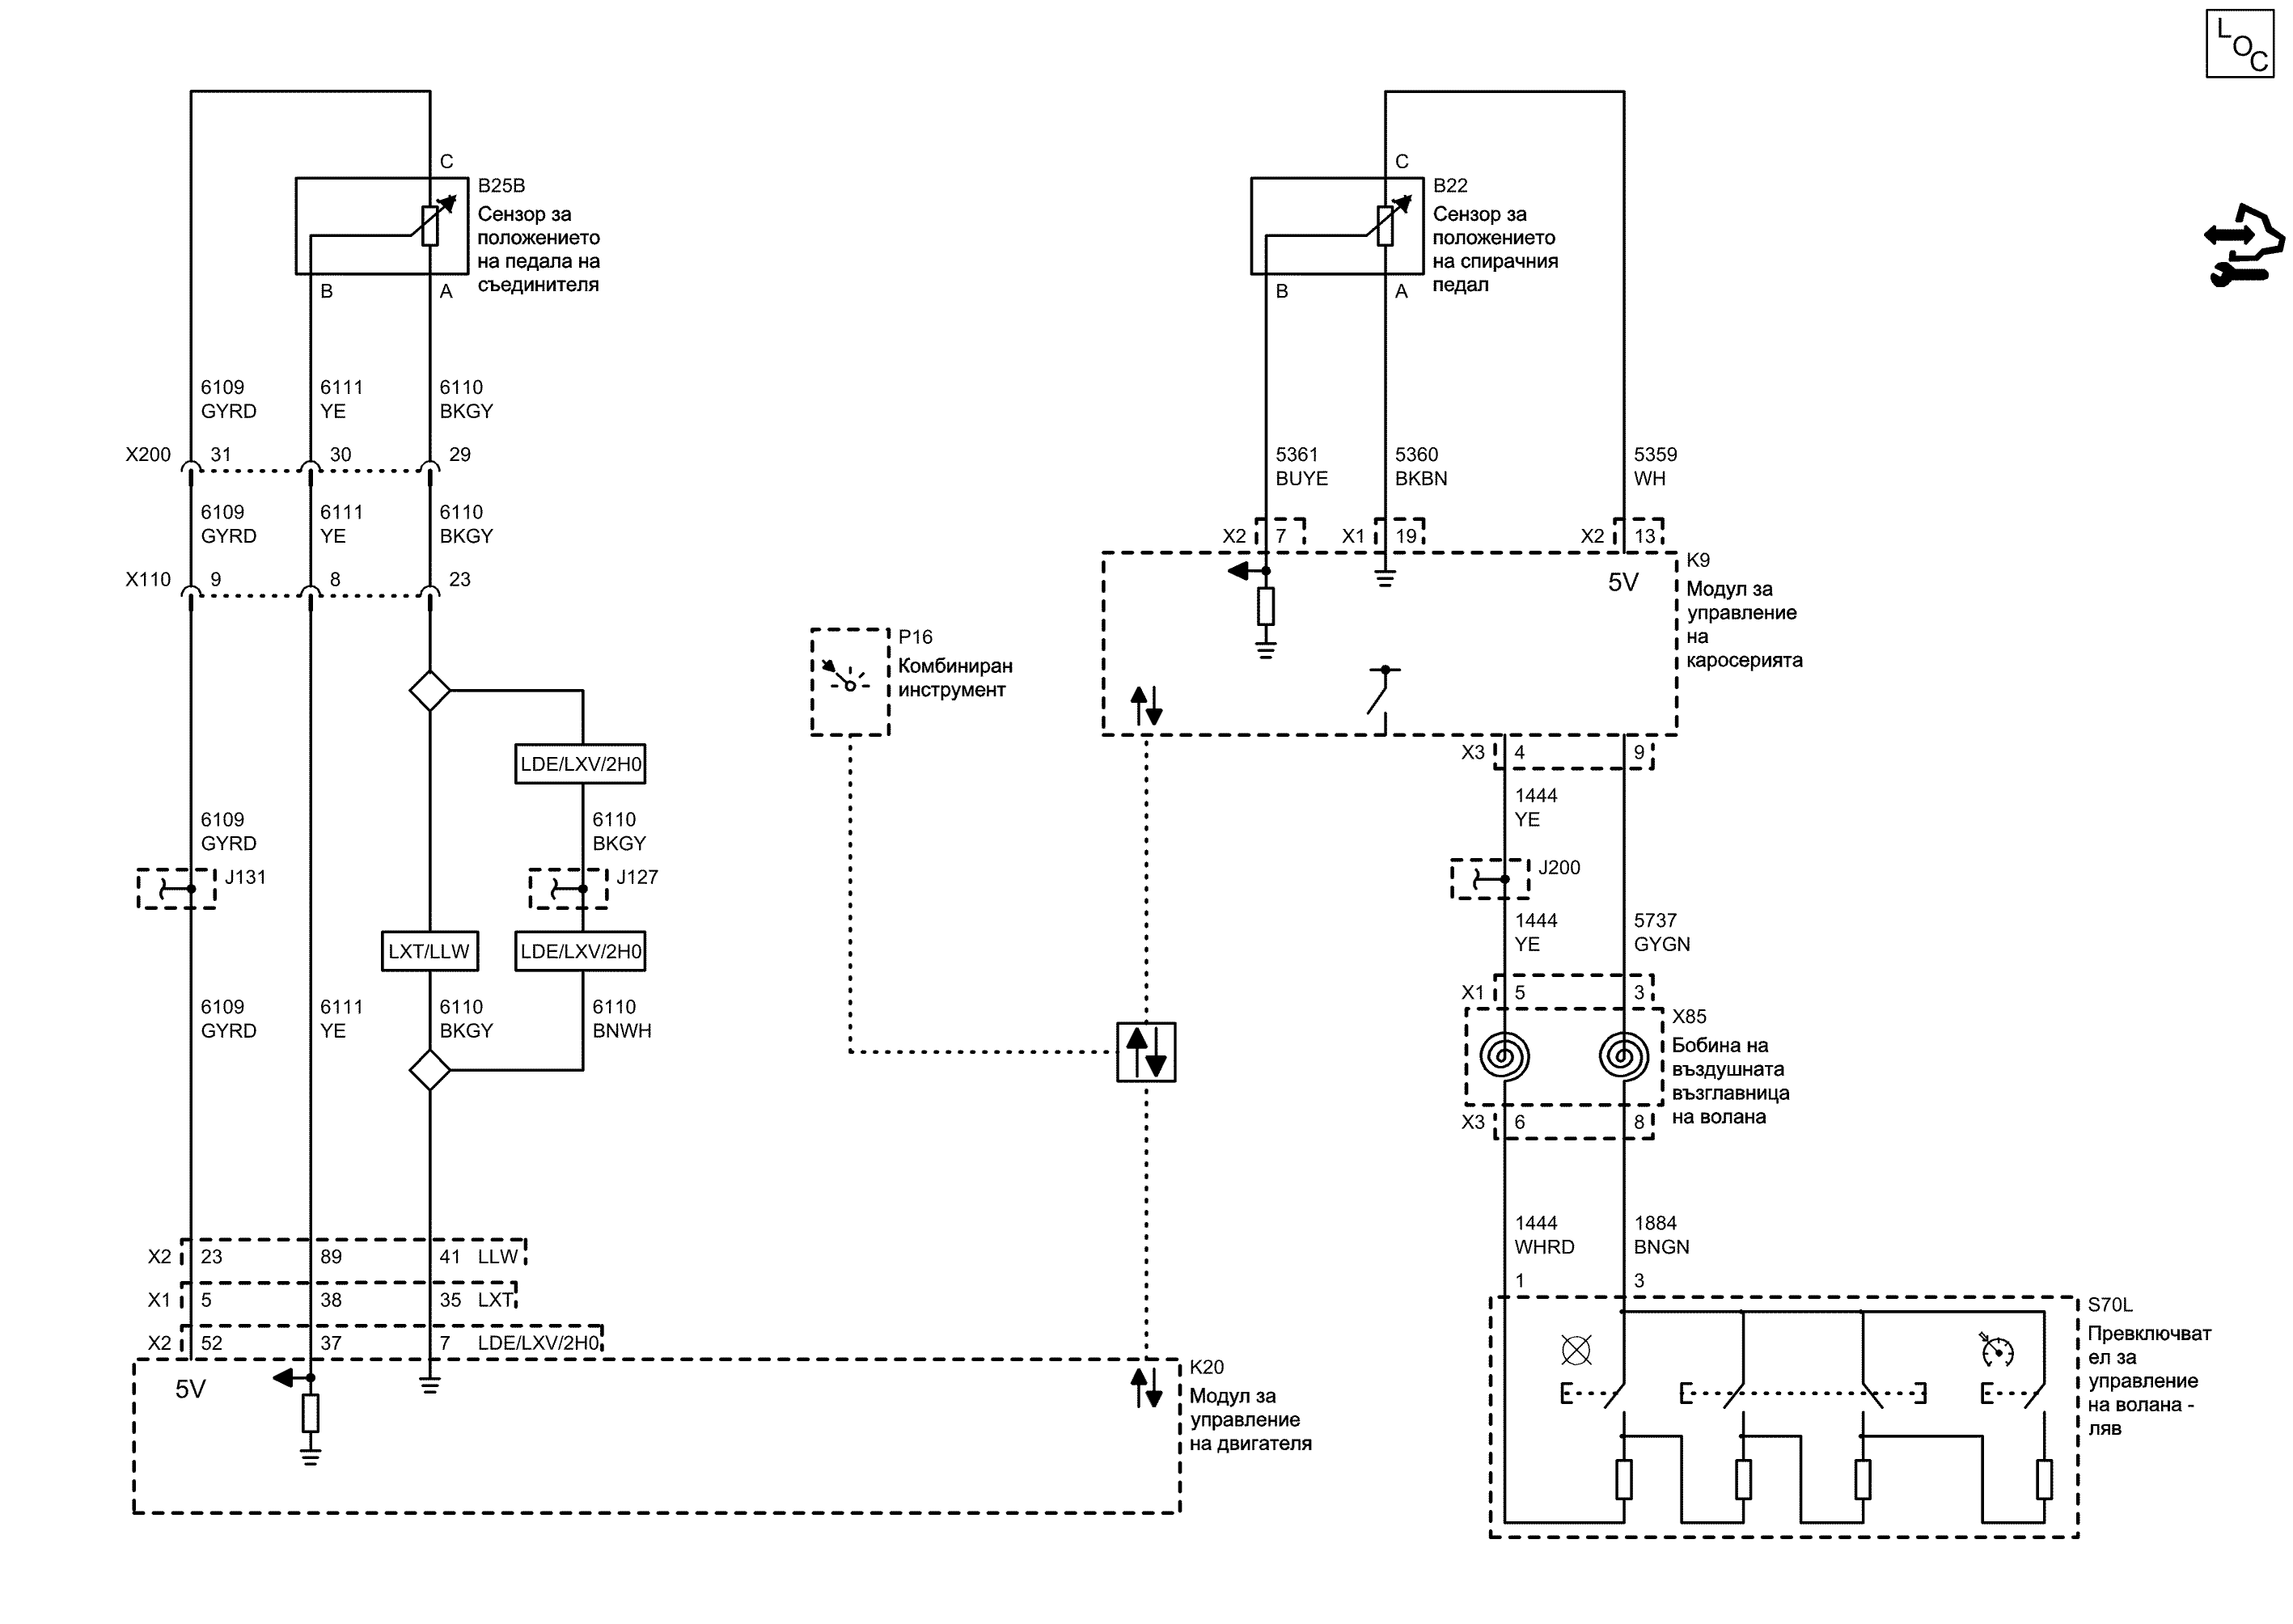 LOC
C
B25B
Сензор за
положението
на педала на
съединителя
B
A
C
B22
Сензор за
положението
на спирачния
педал
B
A
6109
GYRD
6111
YE
6110
BKGY
X200
31
30
29
6109
GYRD
6111
YE
6110
BKGY
X110
9
8
23
5361
BUYE
5360
BKBN
5359
WH
X2
7
X1
19
X2
13
5V
K9
Модул за
управление
на
каросерията
P16
Комбиниран
инструмент
LDE/LXV/2H0
6109
GYRD
6110
BKGY
J131
J127
LXT/LLW
LDE/LXV/2H0
6109
GYRD
6111
YE
6110
BKGY
6110
BNWH
X3
4
9
1444
YE
J200
1444
YE
5737
GYGN
X1
5
3
X85
Бобина на
въздушната
възглавница
на волана
X3
6
8
1444
WHRD
1884
BNGN
1
3
X2
23
89
41
LLW
X1
5
38
35
LXT
X2
52
37
7
LDE/LXV/2H0
5V
K20
Модул за
управление
на двигателя
S70L
Превключват
ел за
управление
на волана -
ляв